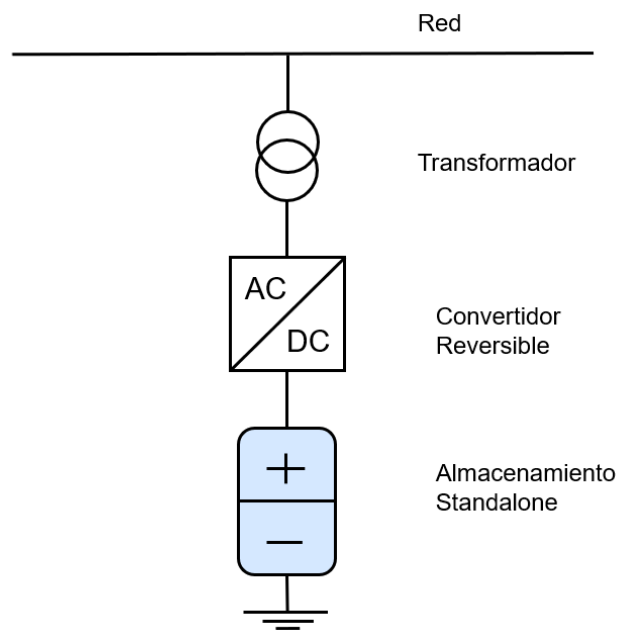 Red
Transformador
AC
DC
Convertidor
Reversible
+
−
Almacenamiento
Standalone